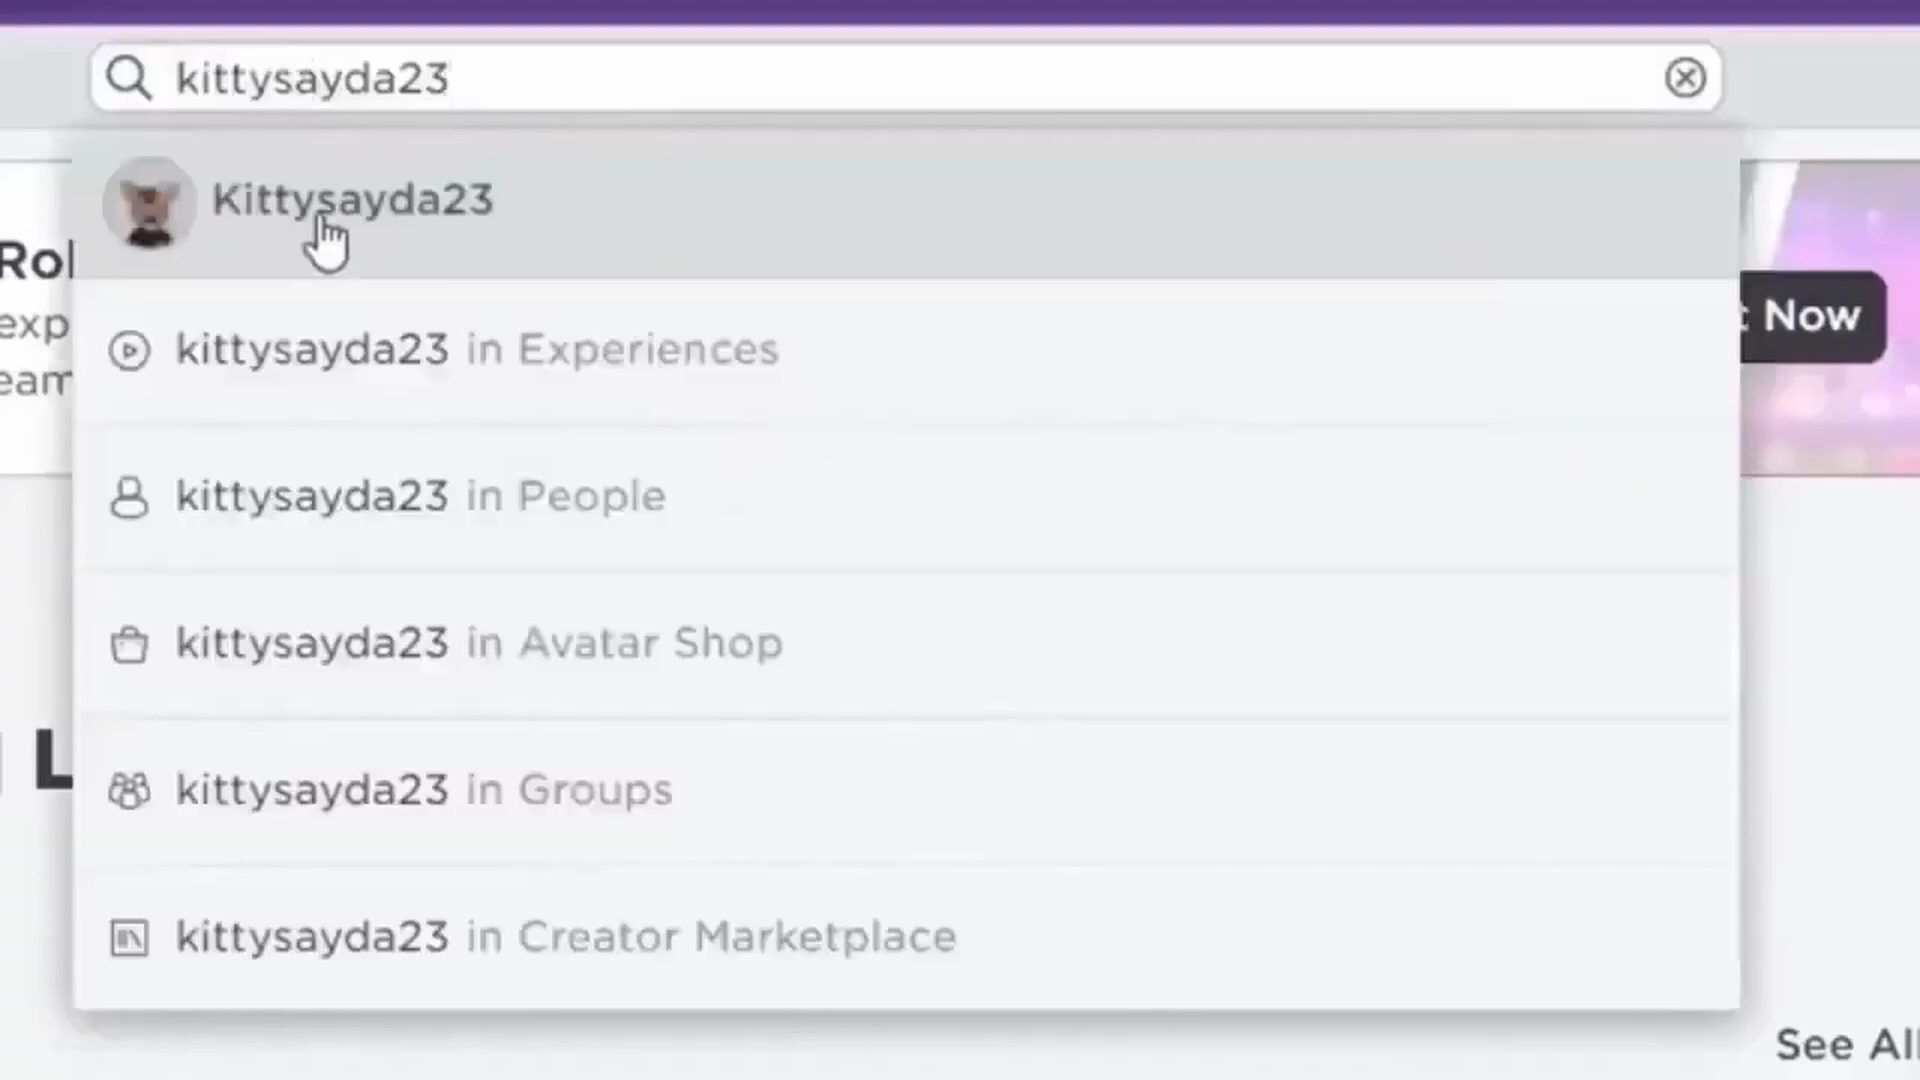 kittysayda23
Kittysayda23
Rol
exp
eam
Now
kittysayda23 in Experiences
kittysayda23 in People
kittysayda23 in Avatar Shop
L
kittysayda23 in Groups
kittysayda23 in Creator Marketplace
See All